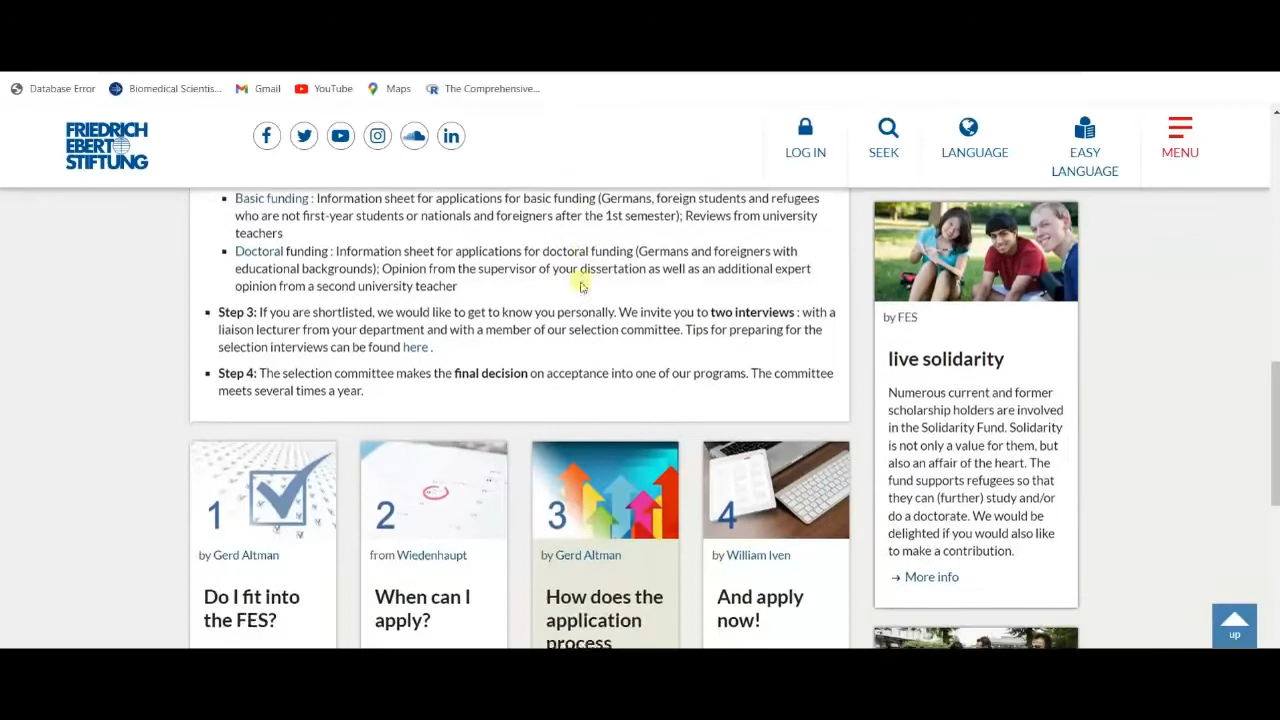 Database Error
Biomedical Scientis...
Gmail
YouTube
Maps
The Comprehensive...
FRIEDRICH
EBERT
STIFTUNG
LOG IN
SEEK
LANGUAGE
EASY
LANGUAGE
MENU
Basic funding : Information sheet for applications for basic funding (Germans, foreign students and refugees
who are not first-year students or nationals and foreigners after the 1st semester); Reviews from university
teachers
Doctoral funding : Information sheet for applications for doctoral funding (Germans and foreigners with
educational backgrounds); Opinion from the supervisor of your dissertation as well as an additional expert
opinion from a second university teacher
Step 3: If you are shortlisted, we would like to get to know you personally. We invite you to two interviews : with a
liaison lecturer from your department and with a member of our selection committee. Tips for preparing for the
selection interviews can be found here .
Step 4: The selection committee makes the final decision on acceptance into one of our programs. The committee
meets several times a year.
1
by Gerd Altman
Do I fit into
the FES?
2
from Wiedenhaupt
When can I
apply?
3
by Gerd Altman
How does the
application
process
4
by William Iven
And apply
now!
by FES
live solidarity
Numerous current and former
scholarship holders are involved
in the Solidarity Fund. Solidarity
is not only a value for them, but
also an affair of the heart. The
fund supports refugees so that
they can (further) study and/or
do a doctorate. We would be
delighted if you would also like
to make a contribution.
→ More info
up